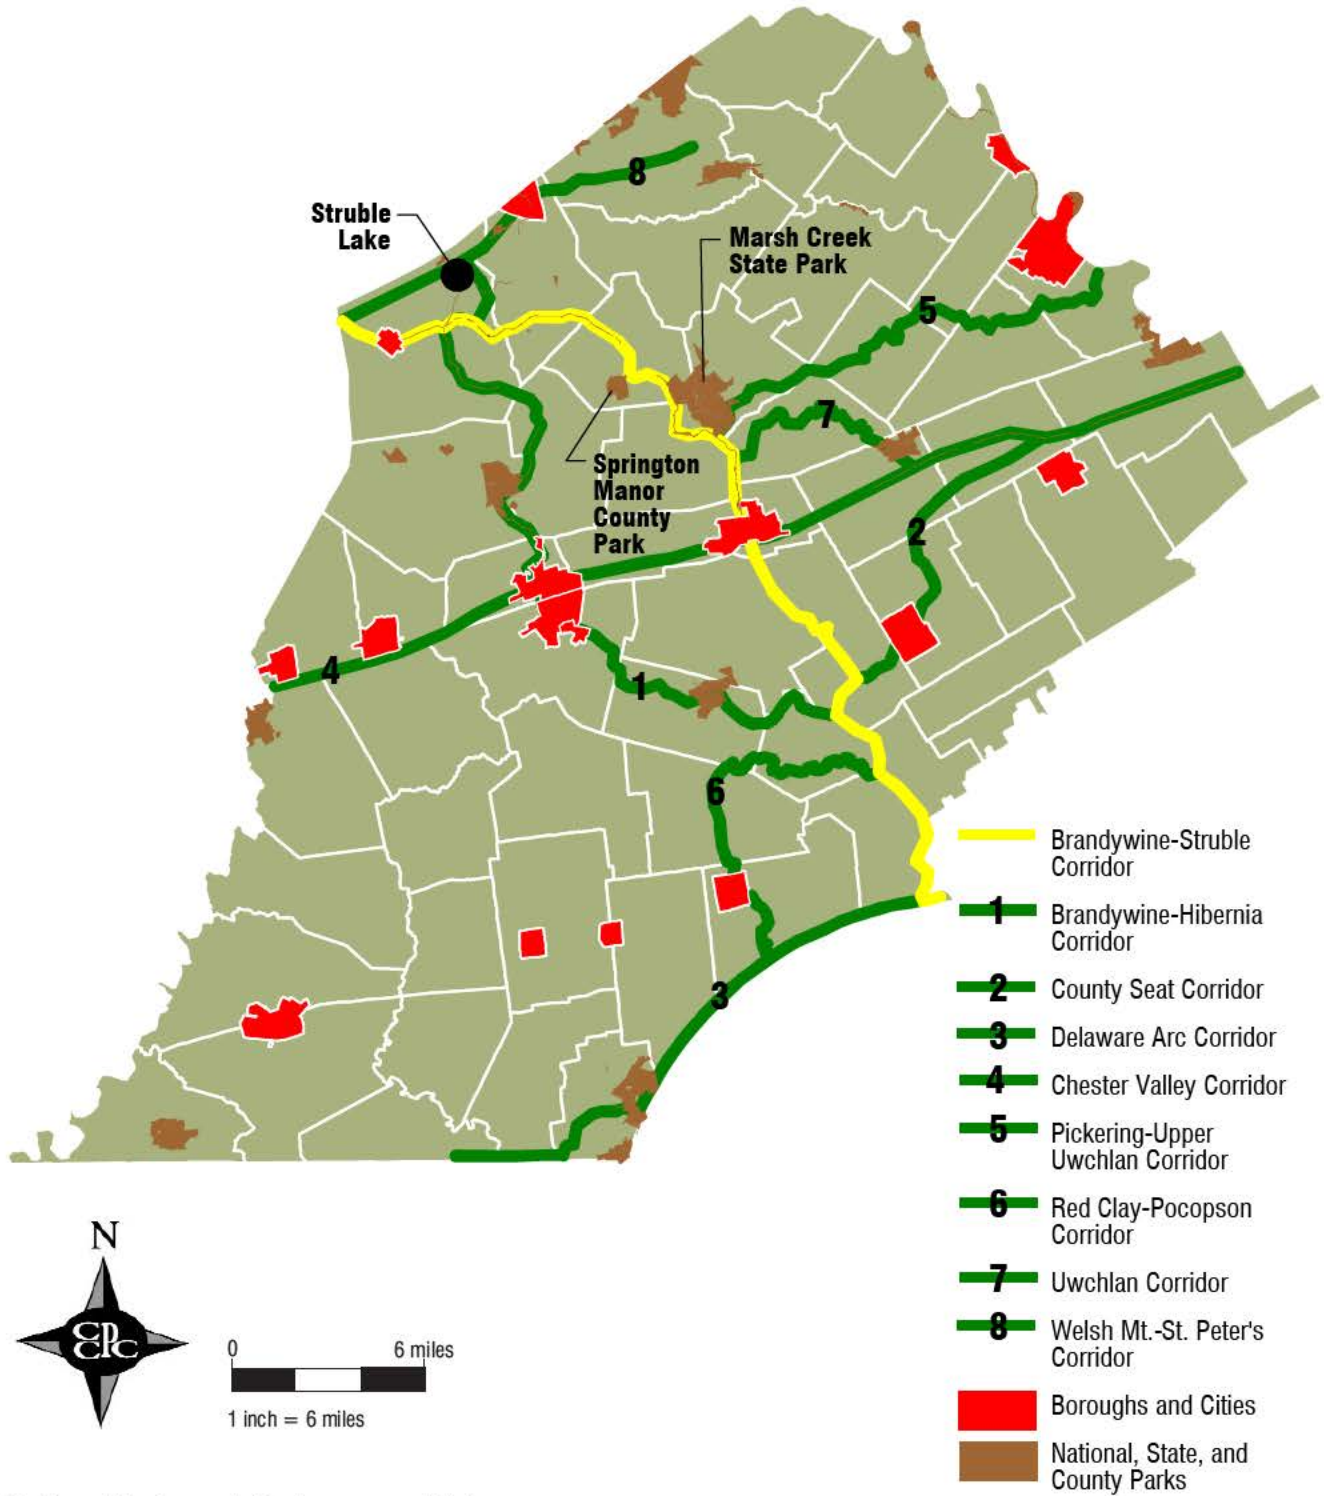 8
Struble
Lake
Marsh Creek
State Park
5
7
Springton
Manor
County
Park
2
4
1
6
3
N
CPC
CPC
0 6 miles
1 inch = 6 miles
Brandywine-Struble
Corridor
1 Brandywine-Hibernia
Corridor
2 County Seat Corridor
3 Delaware Arc Corridor
4 Chester Valley Corridor
5 Pickering-Upper
Uwchlan Corridor
6 Red Clay-Pocopson
Corridor
7 Uwchlan Corridor
8 Welsh Mt.-St. Peter's
Corridor
Boroughs and Cities
National, State, and
County Parks